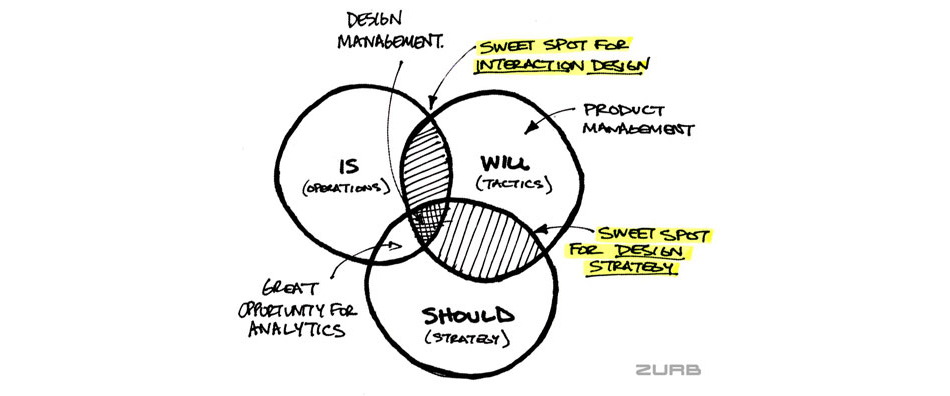 DESIGN
MANAGEMENT.
SWEET SPOT FOR
INTERACTION DESIGN
PRODUCT
MANAGEMENT
IS
(OPERATIONS)
WILL
(TACTICS)
SWEET SPOT
FOR DESIGN
STRATEGY
GREAT
OPPORTUNITY FOR
ANALYTICS
SHOULD
(STRATEGY)
ZURB